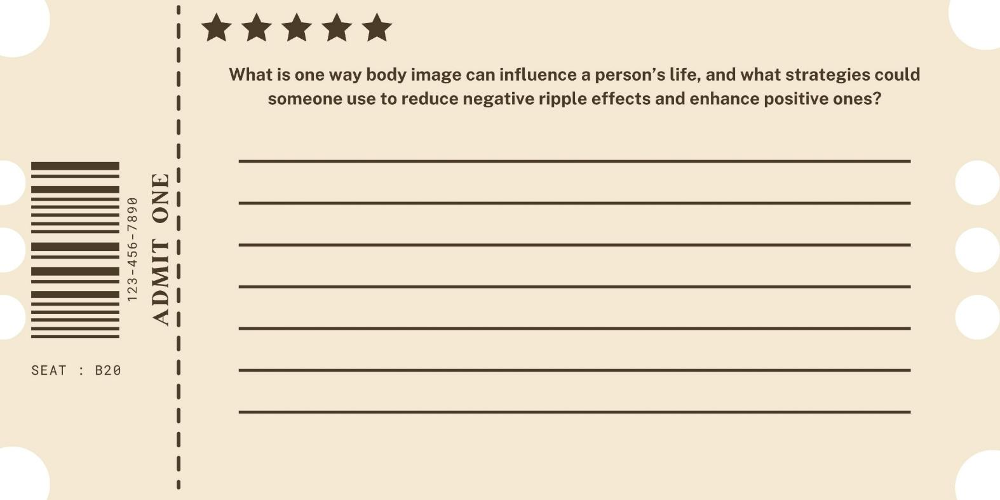 What is one way body image can influence a person’s life, and what strategies could
someone use to reduce negative ripple effects and enhance positive ones?
123-456-7890
ADMIT ONE
SEAT : B20